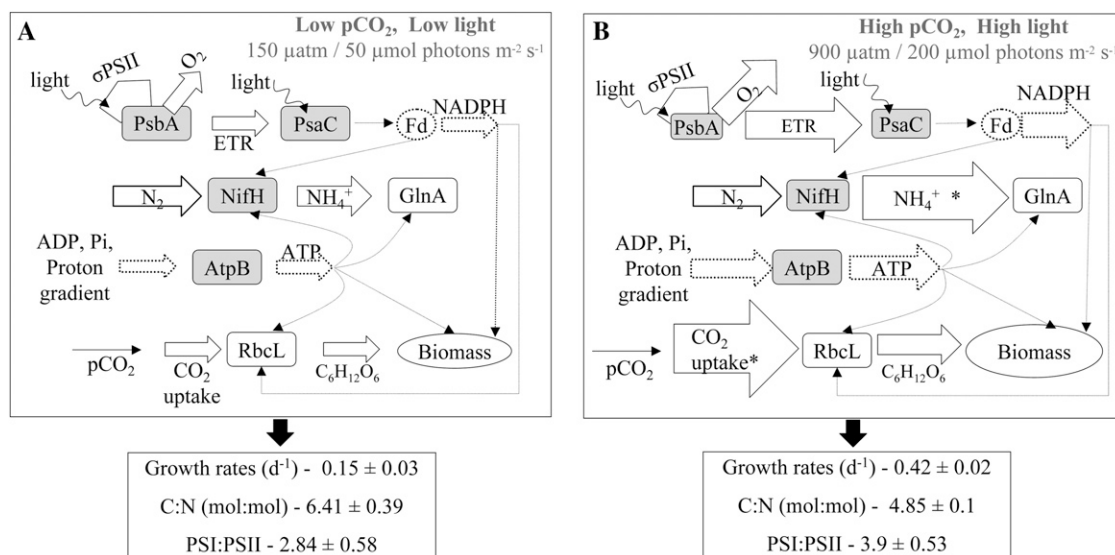 A
Low pCO₂, Low light
150 µatm / 50 µmol photons m⁻² s⁻¹
light
σPSII
O₂
light
NADPH
PsbA
PsaC
Fd
ETR
N₂
NifH
NH₄⁺
GlnA
ADP, Pi,
Proton
gradient
AtpB
ATP
pCO₂
CO₂
uptake
RbcL
C₆H₁₂O₆
Biomass
Growth rates (d⁻¹) - 0.15 ± 0.03
C:N (mol:mol) - 6.41 ± 0.39
PSI:PSII - 2.84 ± 0.58
B
High pCO₂, High light
900 µatm / 200 µmol photons m⁻² s⁻¹
light
σPSII
O₂
light
NADPH
PsbA
ETR
PsaC
Fd
N₂
NifH
NH₄⁺ *
GlnA
ADP, Pi,
Proton
gradient
AtpB
ATP
pCO₂
CO₂
uptake*
RbcL
C₆H₁₂O₆
Biomass
Growth rates (d⁻¹) - 0.42 ± 0.02
C:N (mol:mol) - 4.85 ± 0.1
PSI:PSII - 3.9 ± 0.53